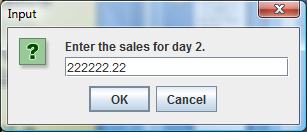 Input
Enter the sales for day 2.
222222.22
OK
Cancel